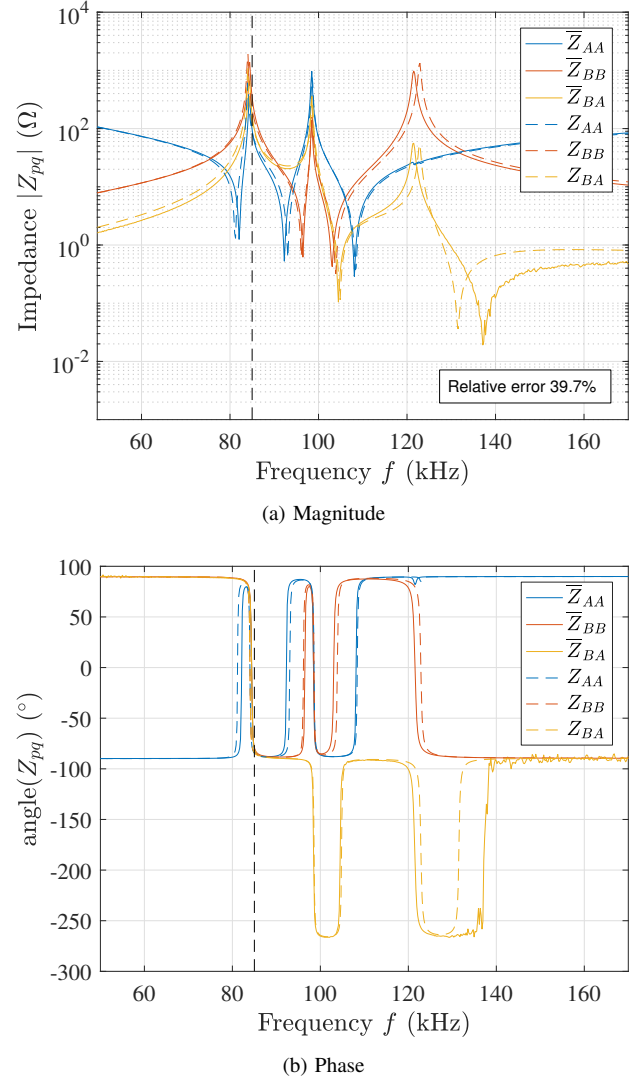 10^4
10^2
10^0
10^-2
Impedance |Z_pq| (Ω)
Z̅_AA
Z̅_BB
Z̅_BA
Z_AA
Z_BB
Z_BA
Relative error 39.7%
60 80 100 120 140 160
Frequency f (kHz)
(a) Magnitude
100
50
0
-50
-100
-150
-200
-250
-300
angle(Z_pq) (°)
Z̅_AA
Z̅_BB
Z̅_BA
Z_AA
Z_BB
Z_BA
60 80 100 120 140 160
Frequency f (kHz)
(b) Phase